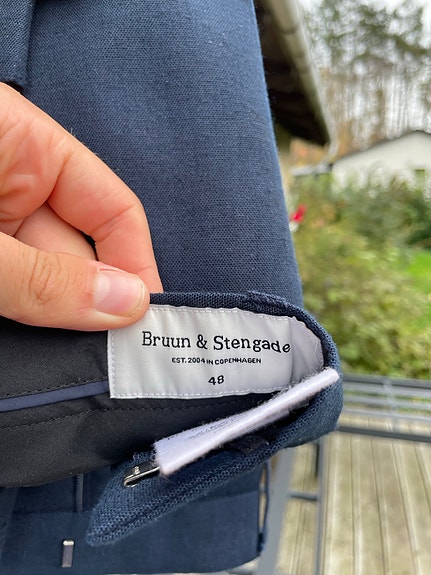 Bruun & Stengade
EST. 2004 IN COPENHAGEN
48